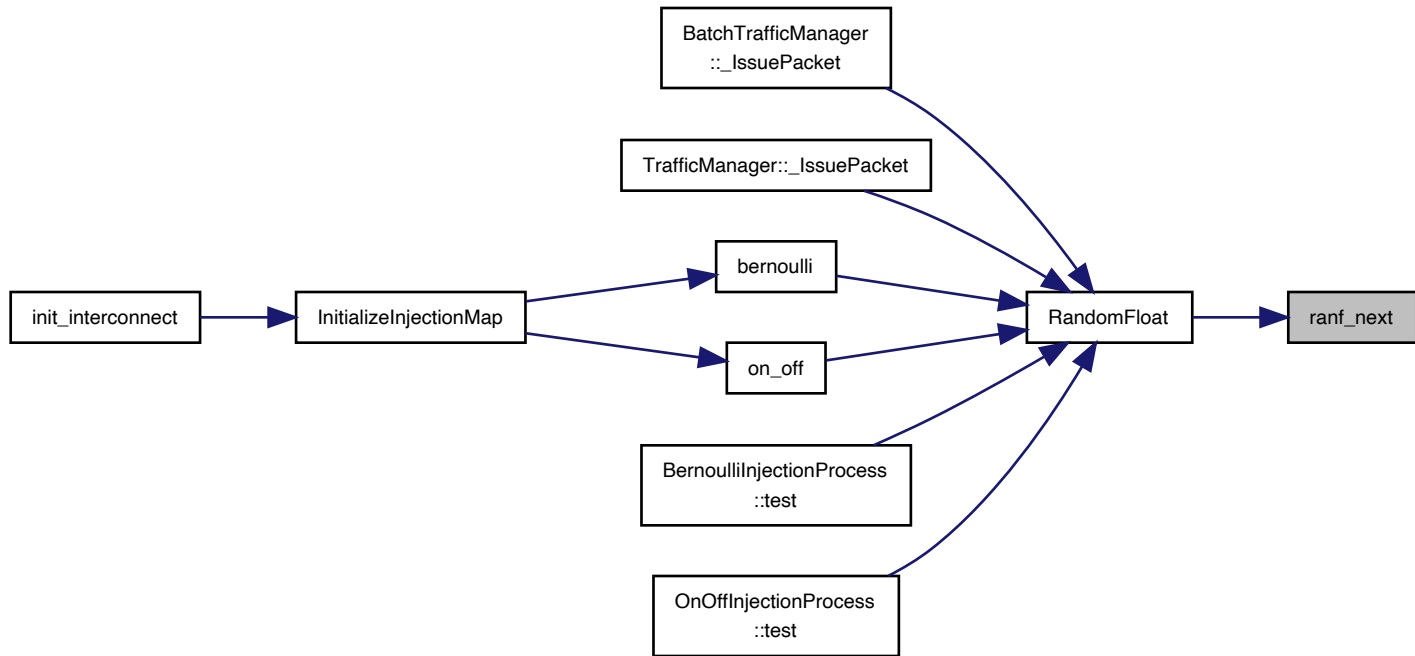 BatchTrafficManager
::_IssuePacket
TrafficManager::_IssuePacket
bernoulli
init_interconnect
InitializeInjectionMap
RandomFloat
ranf_next
on_off
BernoulliInjectionProcess
::test
OnOffInjectionProcess
::test